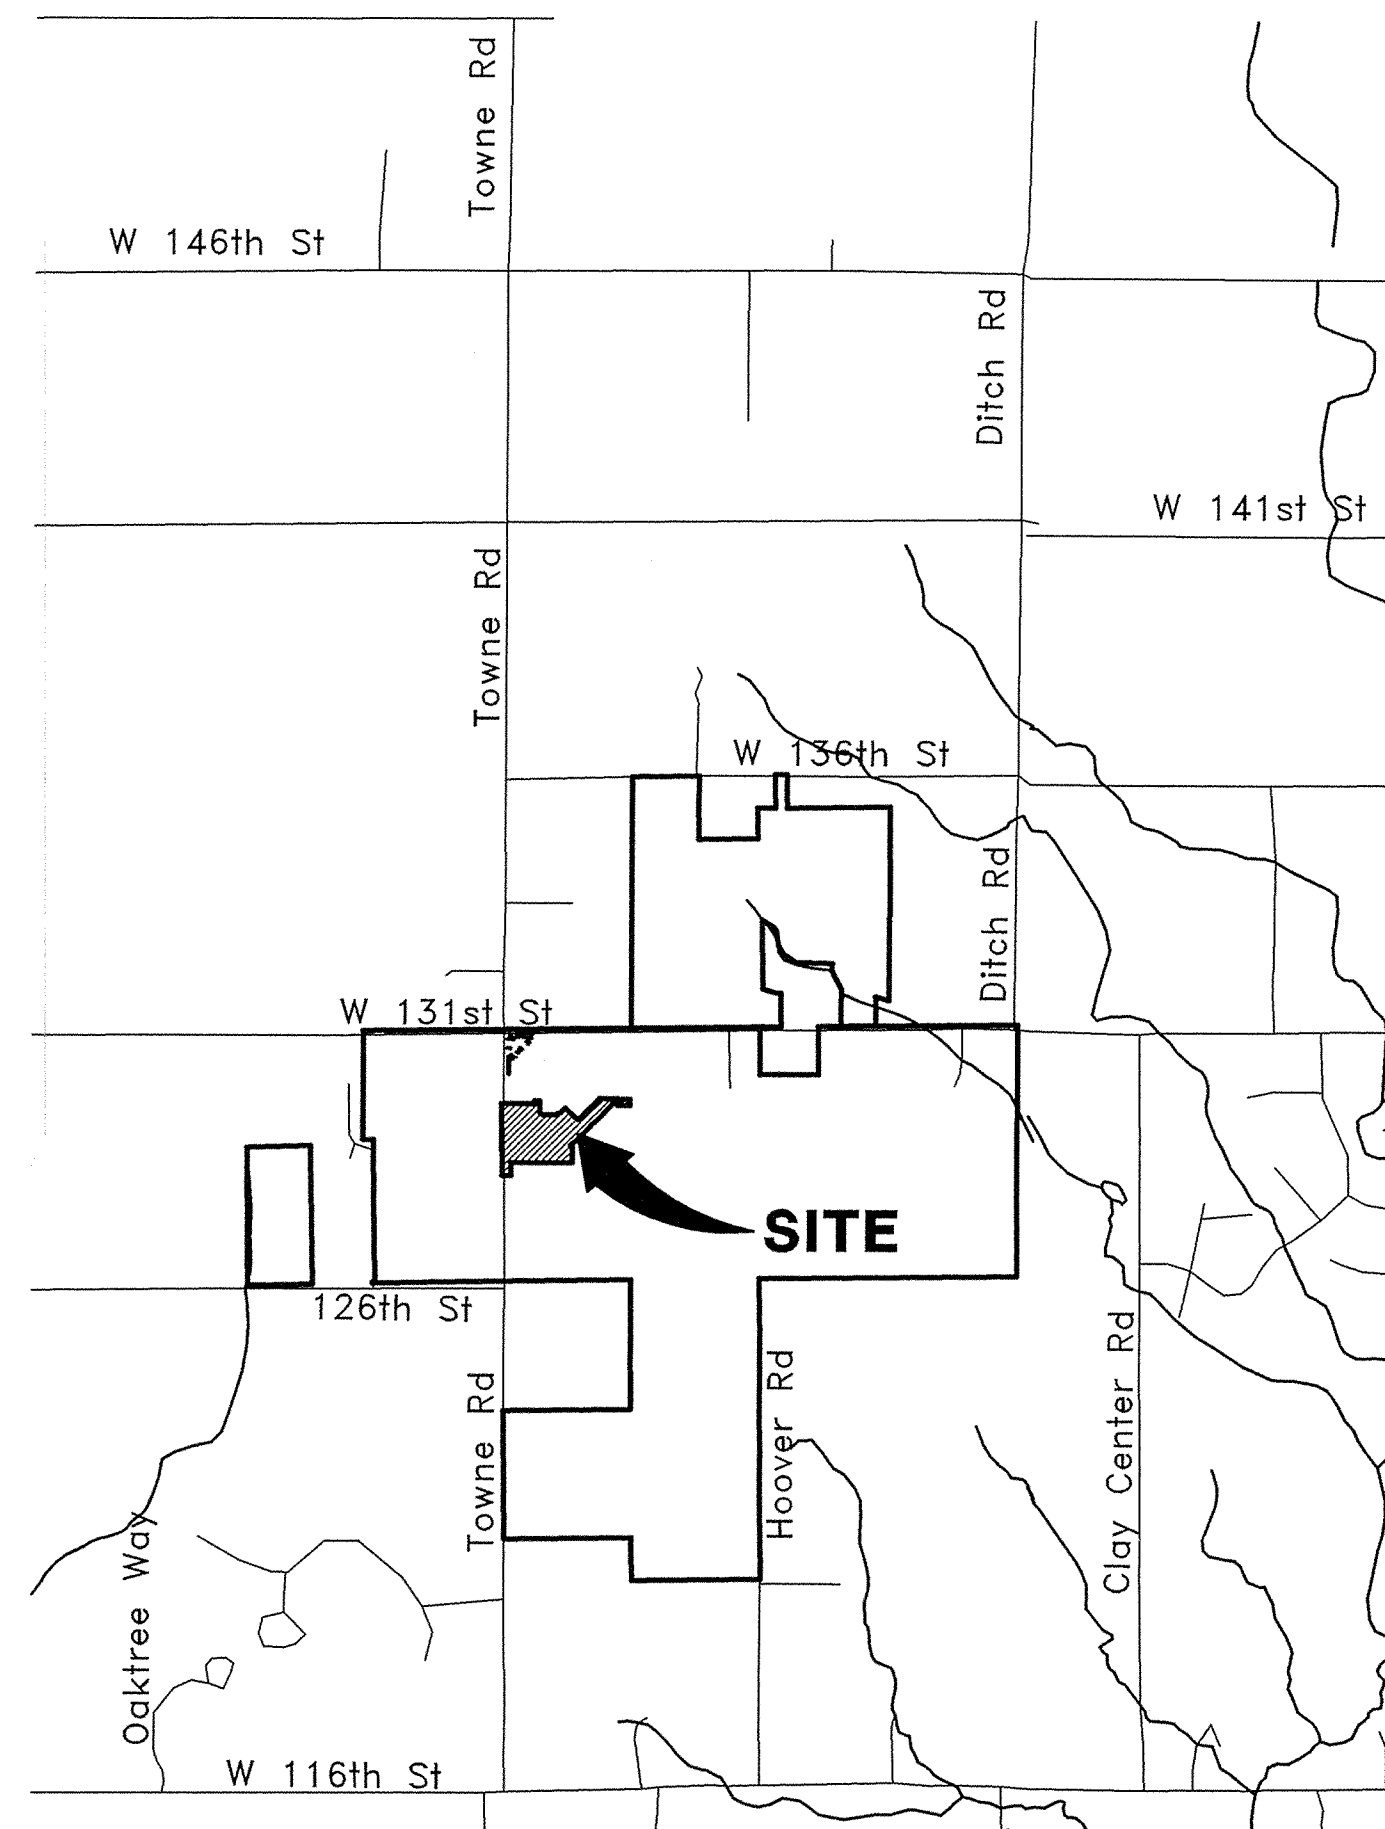 Towne Rd
W 146th St
Ditch Rd
W 141st St
Towne Rd
W 136th St
Ditch Rd
W 131st St
SITE
126th St
Towne Rd
Hoover Rd
Clay Center Rd
Oaktree Way
W 116th St